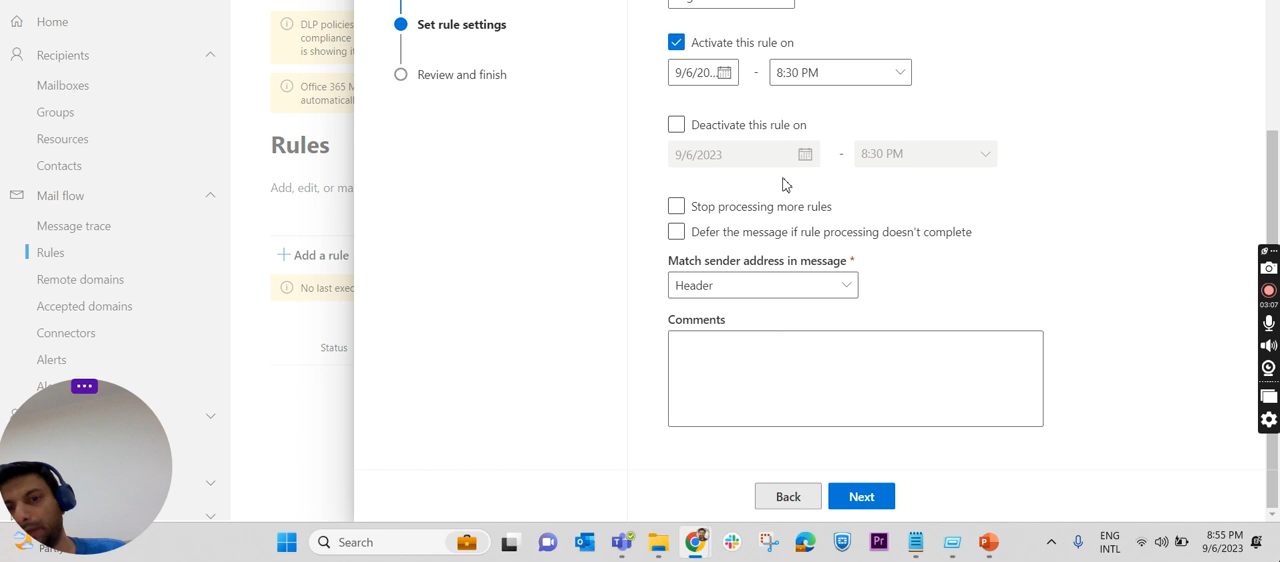 Home
Recipients
Mailboxes
Groups
Resources
Contacts
Mail flow
Message trace
Rules
Remote domains
Accepted domains
Connectors
Alerts
DLP policies
compliance
is showing it
Office 365 M
automaticall
Rules
Add, edit, or ma
Add a rule
No last exec
Status
Set rule settings
Review and finish
Activate this rule on
9/6/20... - 8:30 PM
Deactivate this rule on
9/6/2023 - 8:30 PM
Stop processing more rules
Defer the message if rule processing doesn't complete
Match sender address in message *
Header
Comments
Back
Next
03:07
Search
ENG
INTL
8:55 PM
9/6/2023